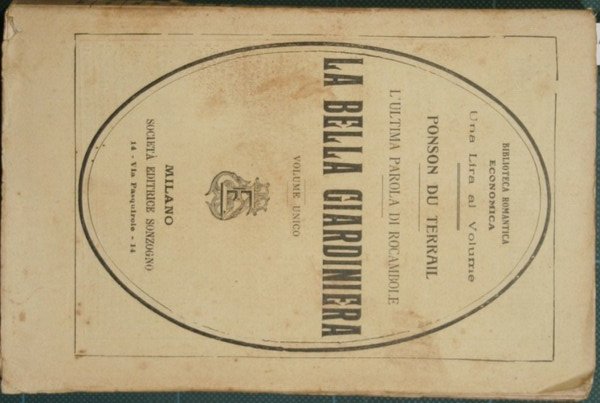 BIBLIOTECA ROMANTICA
ECONOMICA
Una Lira al Volume
PONSON DU TERRAIL
L'ULTIMA PAROLA DI ROCAMBOLE
LA BELLA GIARDINIERA
VOLUME UNICO
MILANO
SOCIETÀ EDITRICE SONZOGNO
14 - Via Pasquirolo - 14